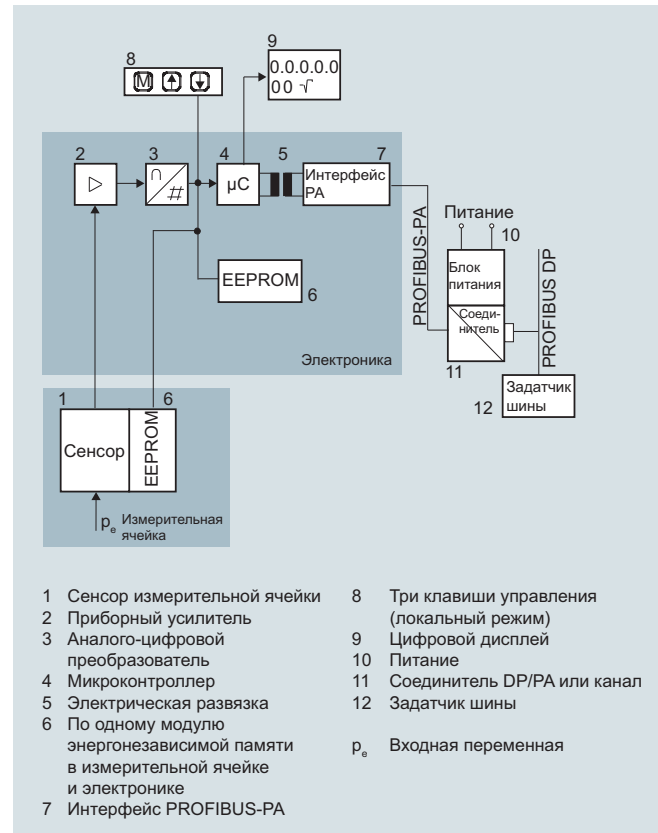 9
8
0.0.0.0.0
00 √
M
2
3
4
5
7
∩
#
µC
Интерфейс
PA
Питание
10
PROFIBUS-PA
Блок
питания
PROFIBUS DP
EEPROM
6
Соеди-
нитель
Электроника
11
Задатчик
шины
12
1
6
Сенсор
EEPROM
pe Измерительная
ячейка
1 Сенсор измерительной ячейки
2 Приборный усилитель
3 Аналого-цифровой
преобразователь
4 Микроконтроллер
5 Электрическая развязка
6 По одному модулю
энергонезависимой памяти
в измерительной ячейке
и электронике
7 Интерфейс PROFIBUS-PA
8 Три клавиши управления
(локальный режим)
9 Цифровой дисплей
10 Питание
11 Соединитель DP/PA или канал
12 Задатчик шины
pe Входная переменная